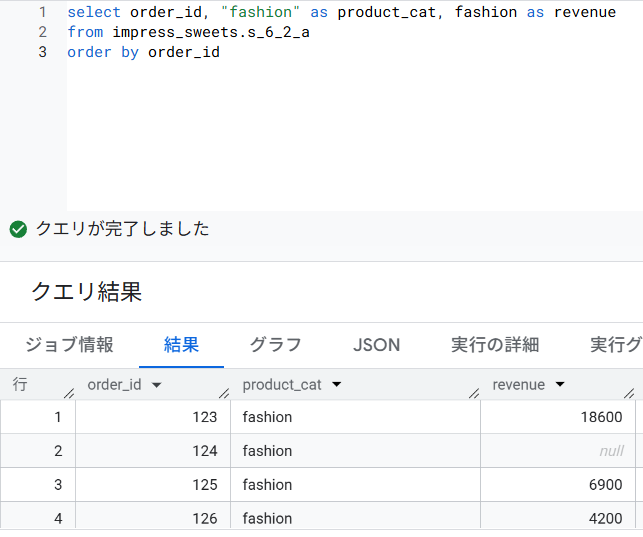 1 select order_id, "fashion" as product_cat, fashion as revenue
2 from impress_sweets.s_6_2_a
3 order by order_id
クエリが完了しました
クエリ結果
ジョブ情報 結果 グラフ JSON 実行の詳細 実行グ
行 order_id product_cat revenue
1 123 fashion 18600
2 124 fashion null
3 125 fashion 6900
4 126 fashion 4200